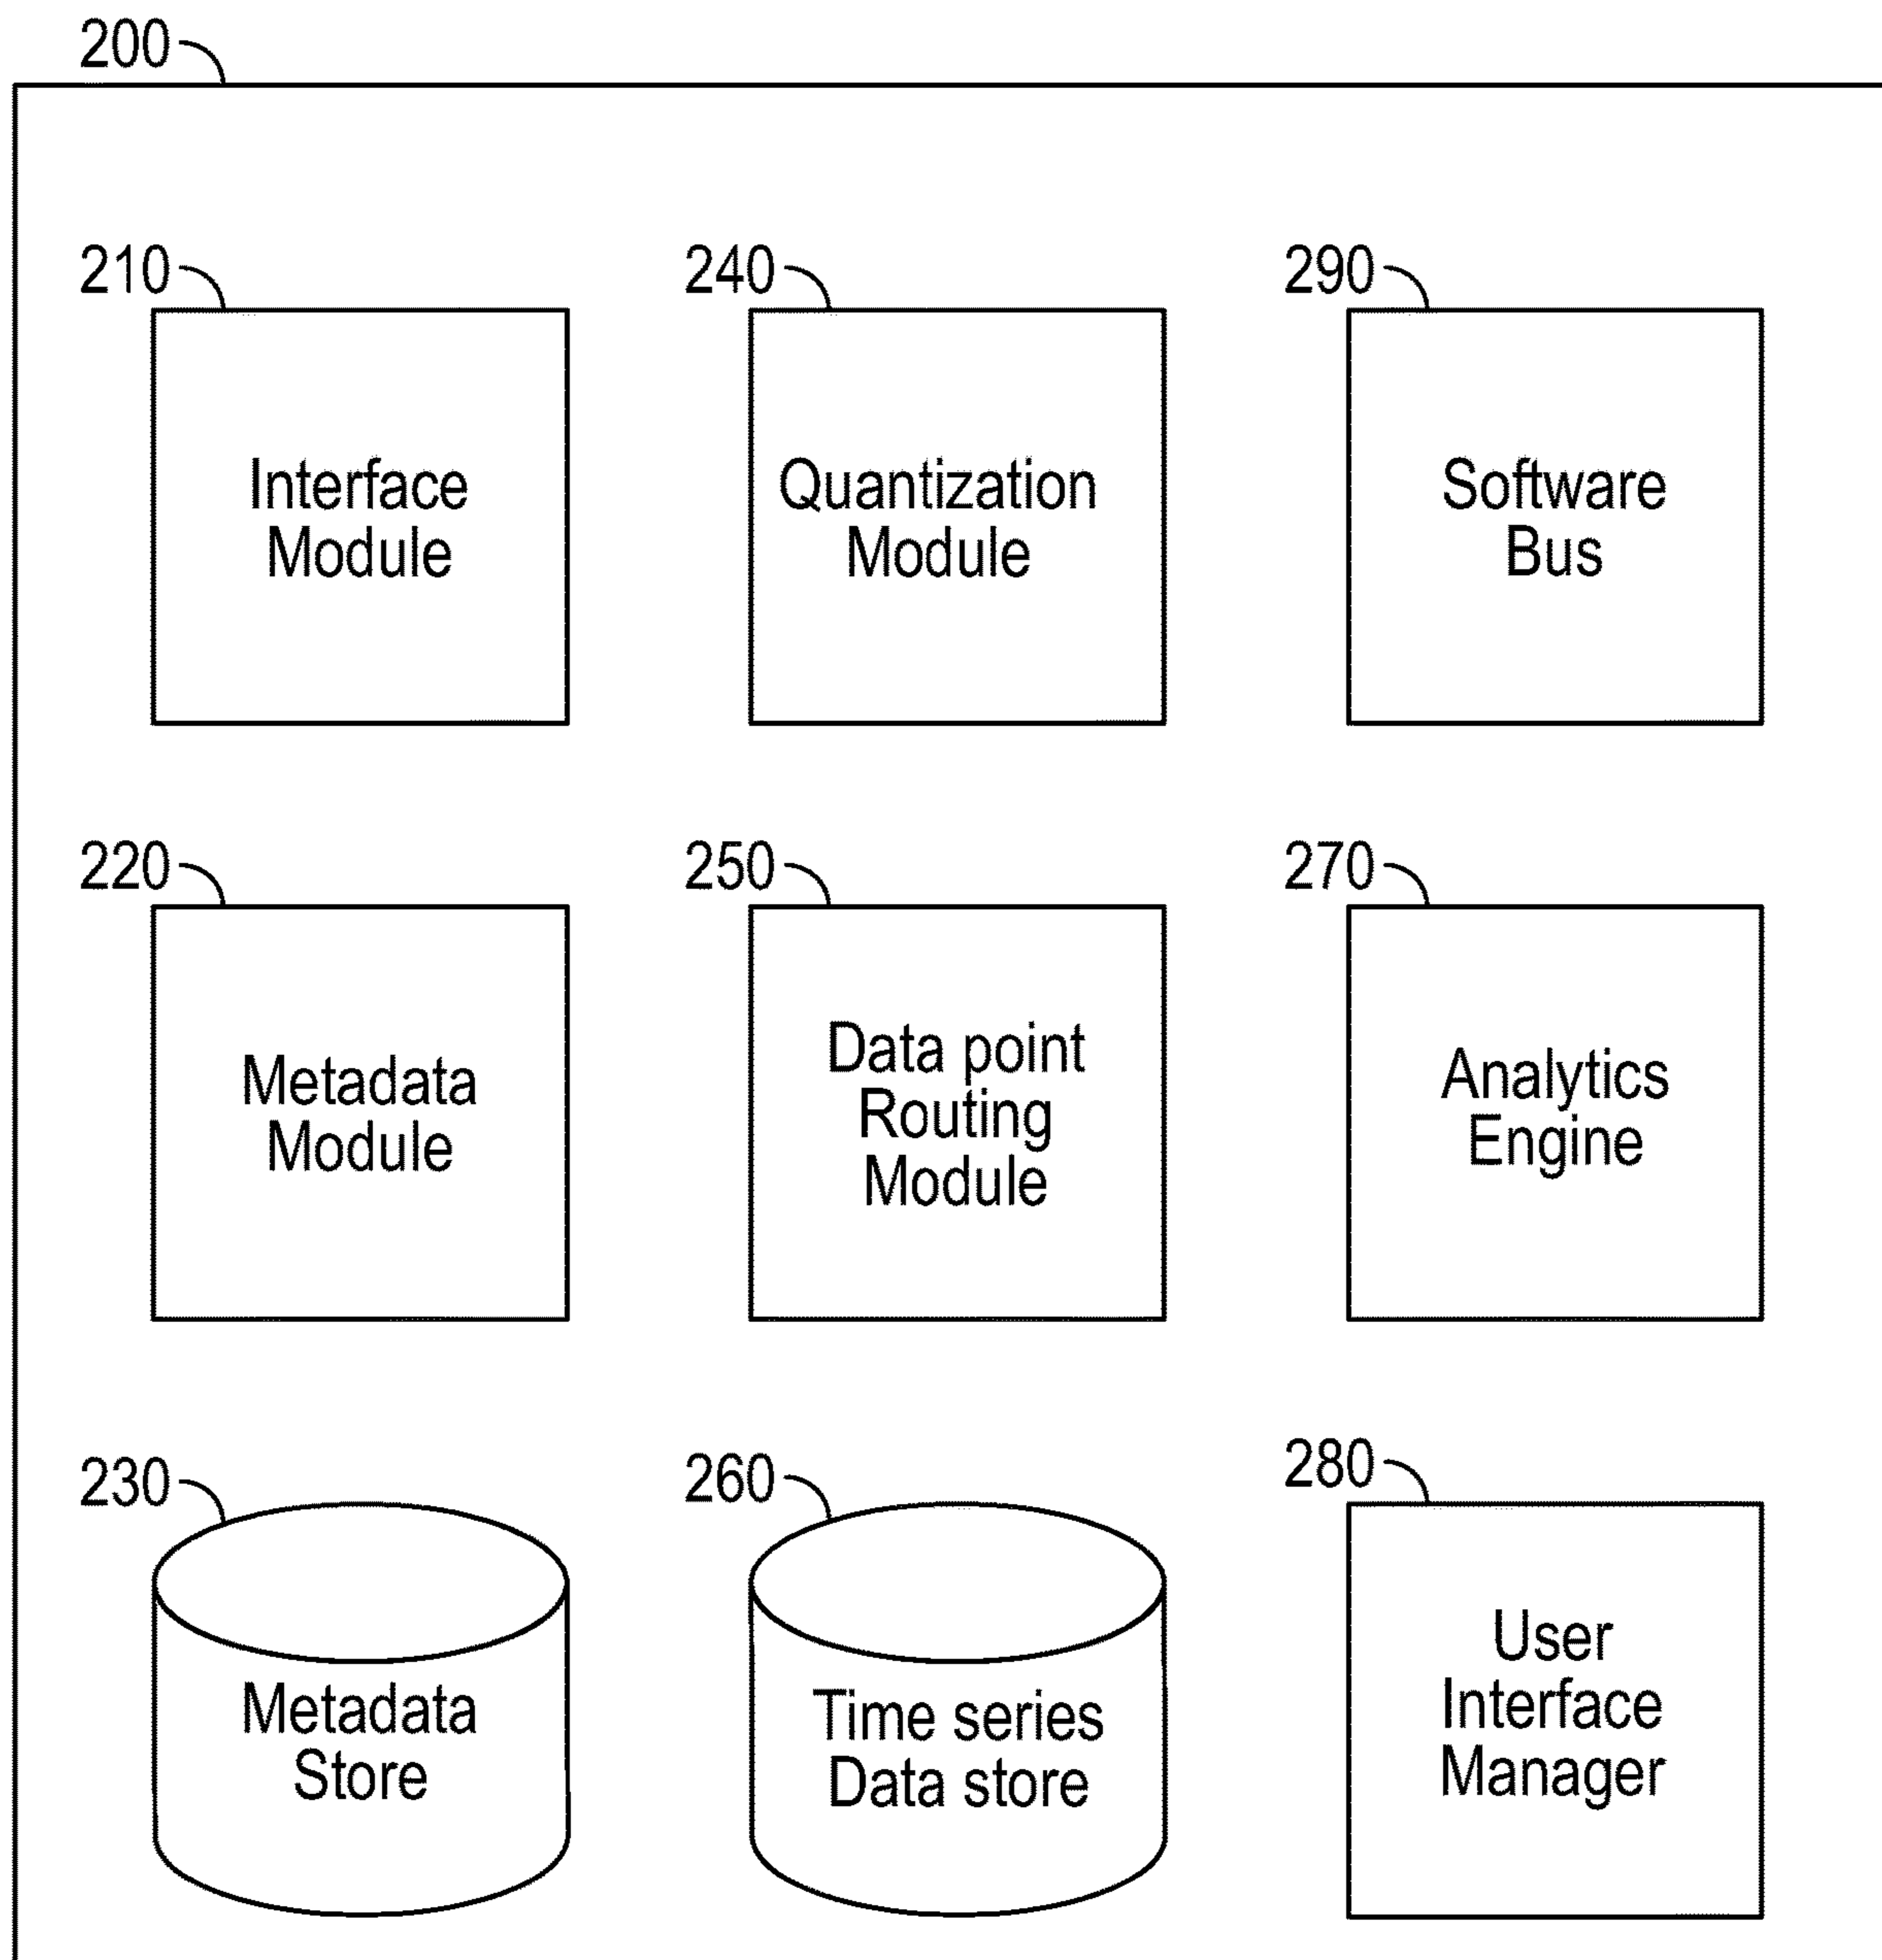 200
210
Interface
Module
240
Quantization
Module
290
Software
Bus
220
Metadata
Module
250
Data point
Routing
Module
270
Analytics
Engine
230
Metadata
Store
260
Time series
Data store
280
User
Interface
Manager